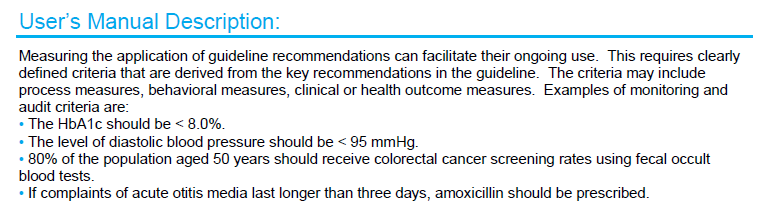 User's Manual Description:
Measuring the application of guideline recommendations can facilitate their ongoing use.  This requires clearly
defined criteria that are derived from the key recommendations in the guideline.  The criteria may include
process measures, behavioral measures, clinical or health outcome measures.  Examples of monitoring and
audit criteria are:
• The HbA1c should be < 8.0%.
• The level of diastolic blood pressure should be < 95 mmHg.
• 80% of the population aged 50 years should receive colorectal cancer screening rates using fecal occult
blood tests.
• If complaints of acute otitis media last longer than three days, amoxicillin should be prescribed.